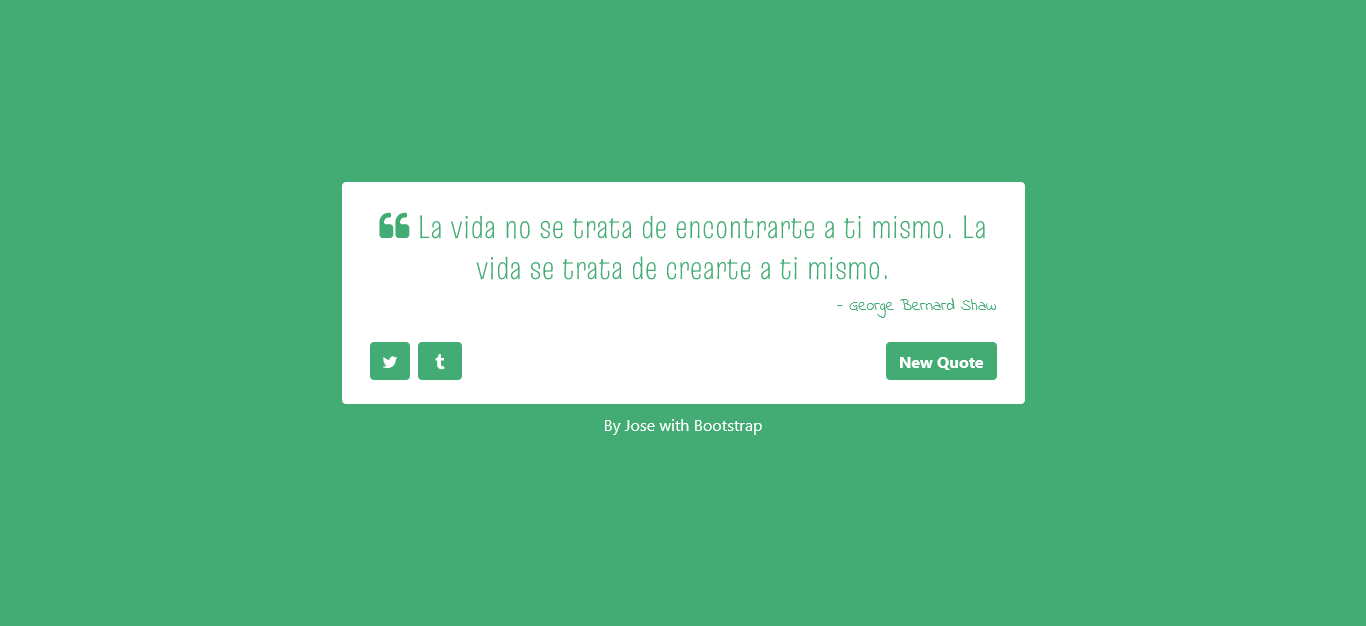 La vida no se trata de encontrarte a ti mismo. La
vida se trata de crearte a ti mismo.
- George Bernard Shaw
New Quote
By Jose with Bootstrap